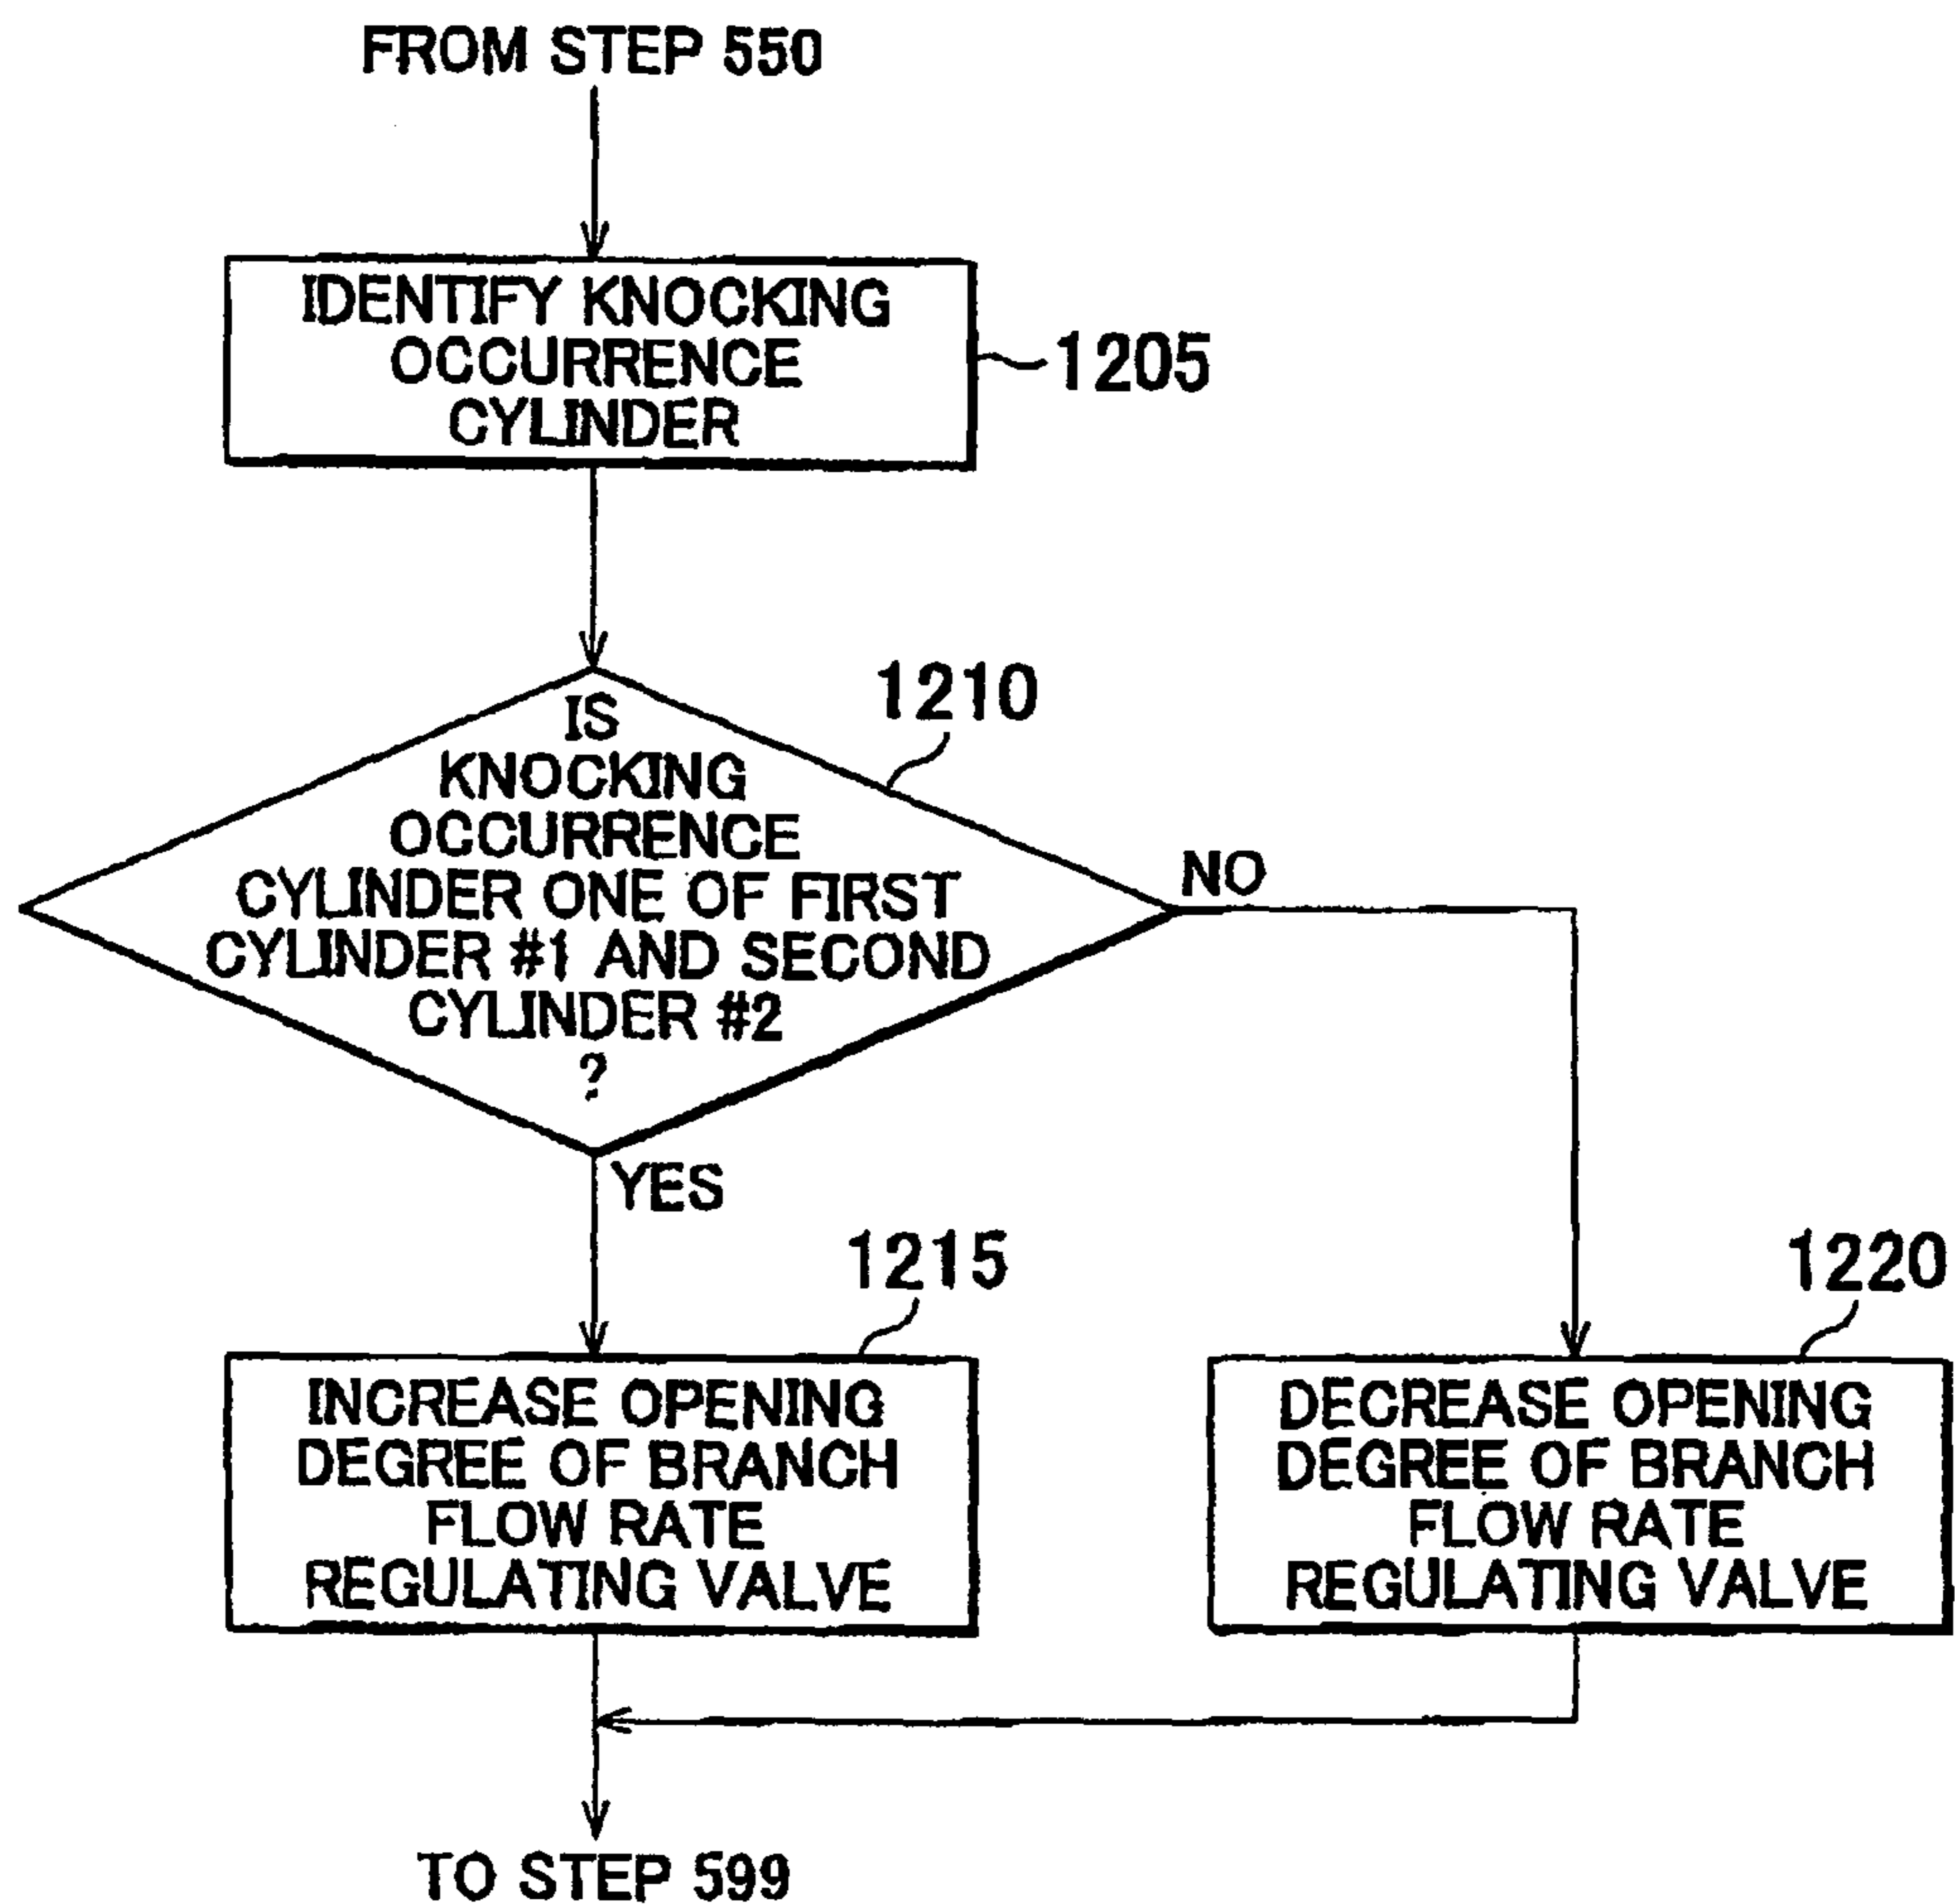 FROM STEP 550
IDENTIFY KNOCKING
OCCURRENCE
CYLINDER
1205
1210
IS
KNOCKING
OCCURRENCE
CYLINDER ONE OF FIRST
CYLINDER #1 AND SECOND
CYLINDER #2
?
NO
YES
1215
INCREASE OPENING
DEGREE OF BRANCH
FLOW RATE
REGULATING VALVE
1220
DECREASE OPENING
DEGREE OF BRANCH
FLOW RATE
REGULATING VALVE
TO STEP 599